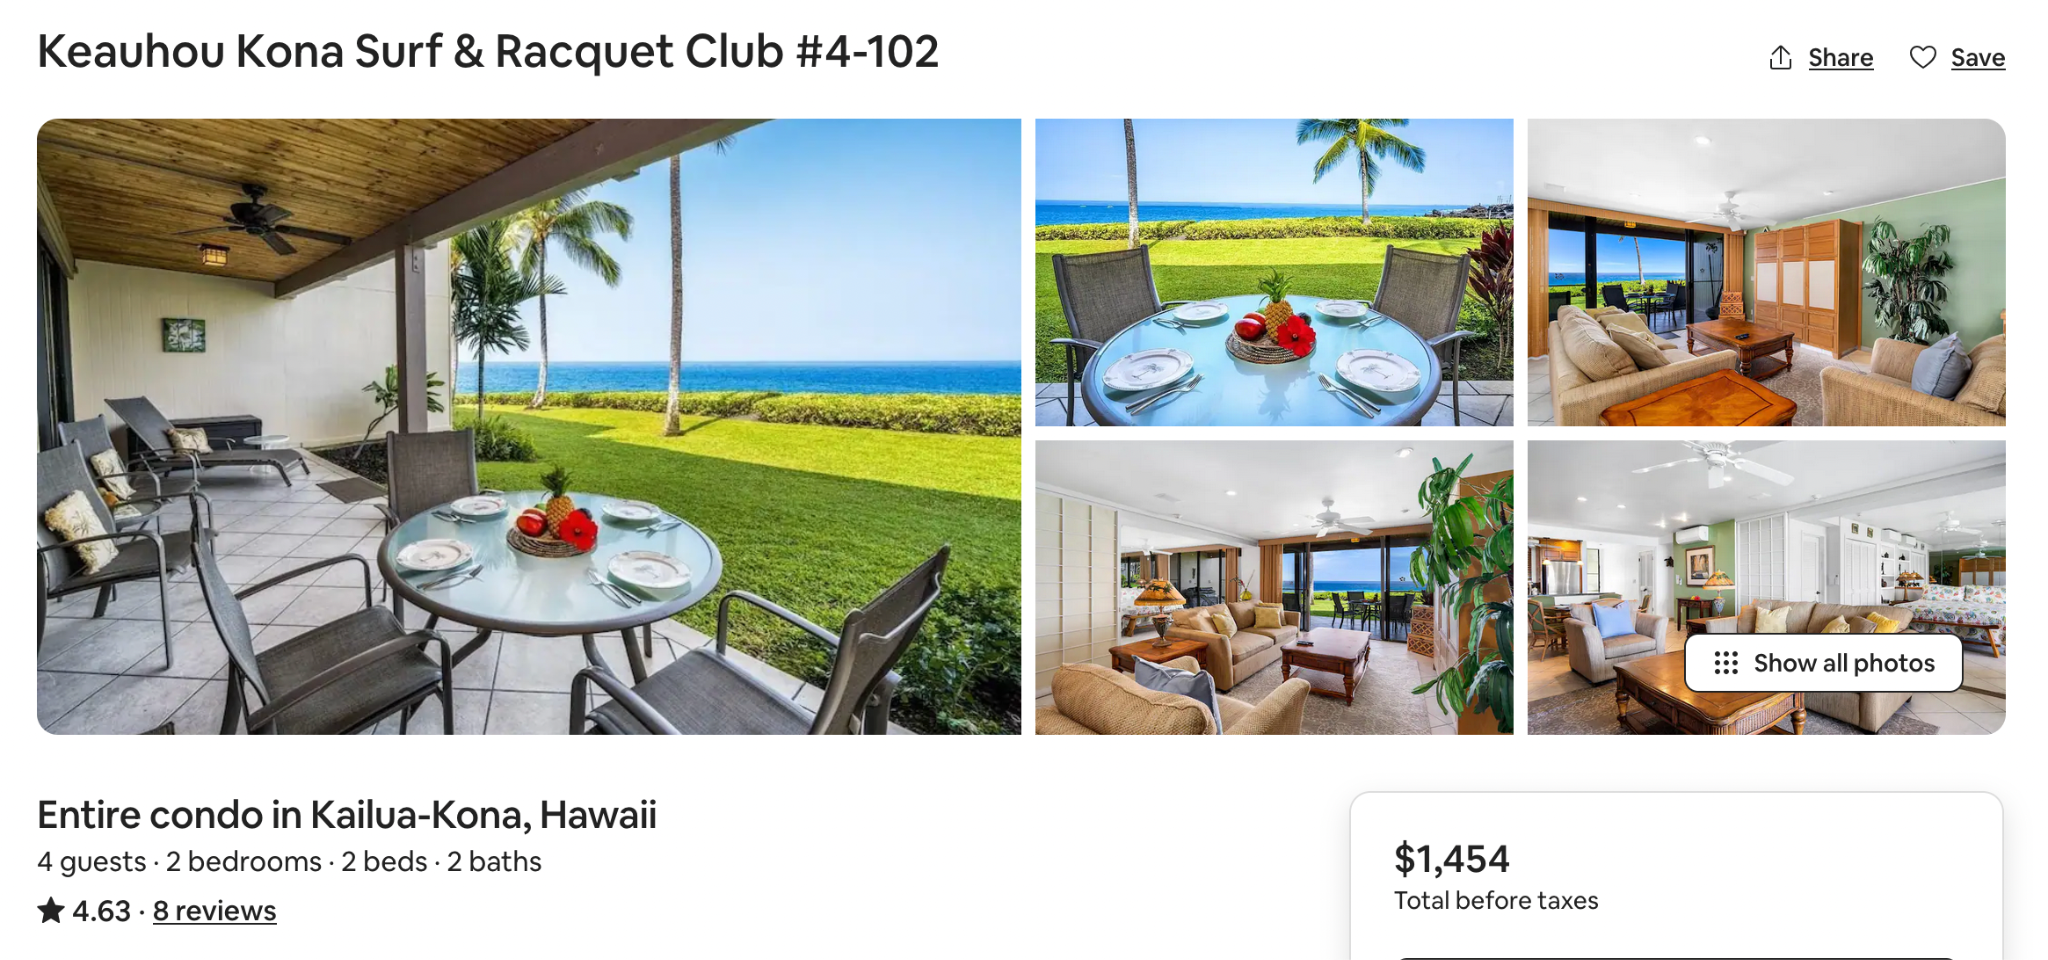 Keauhou Kona Surf & Racquet Club #4-102
Share
Save
Show all photos
Entire condo in Kailua-Kona, Hawaii
4 guests · 2 bedrooms · 2 beds · 2 baths
4.63 · 8 reviews
$1,454
Total before taxes